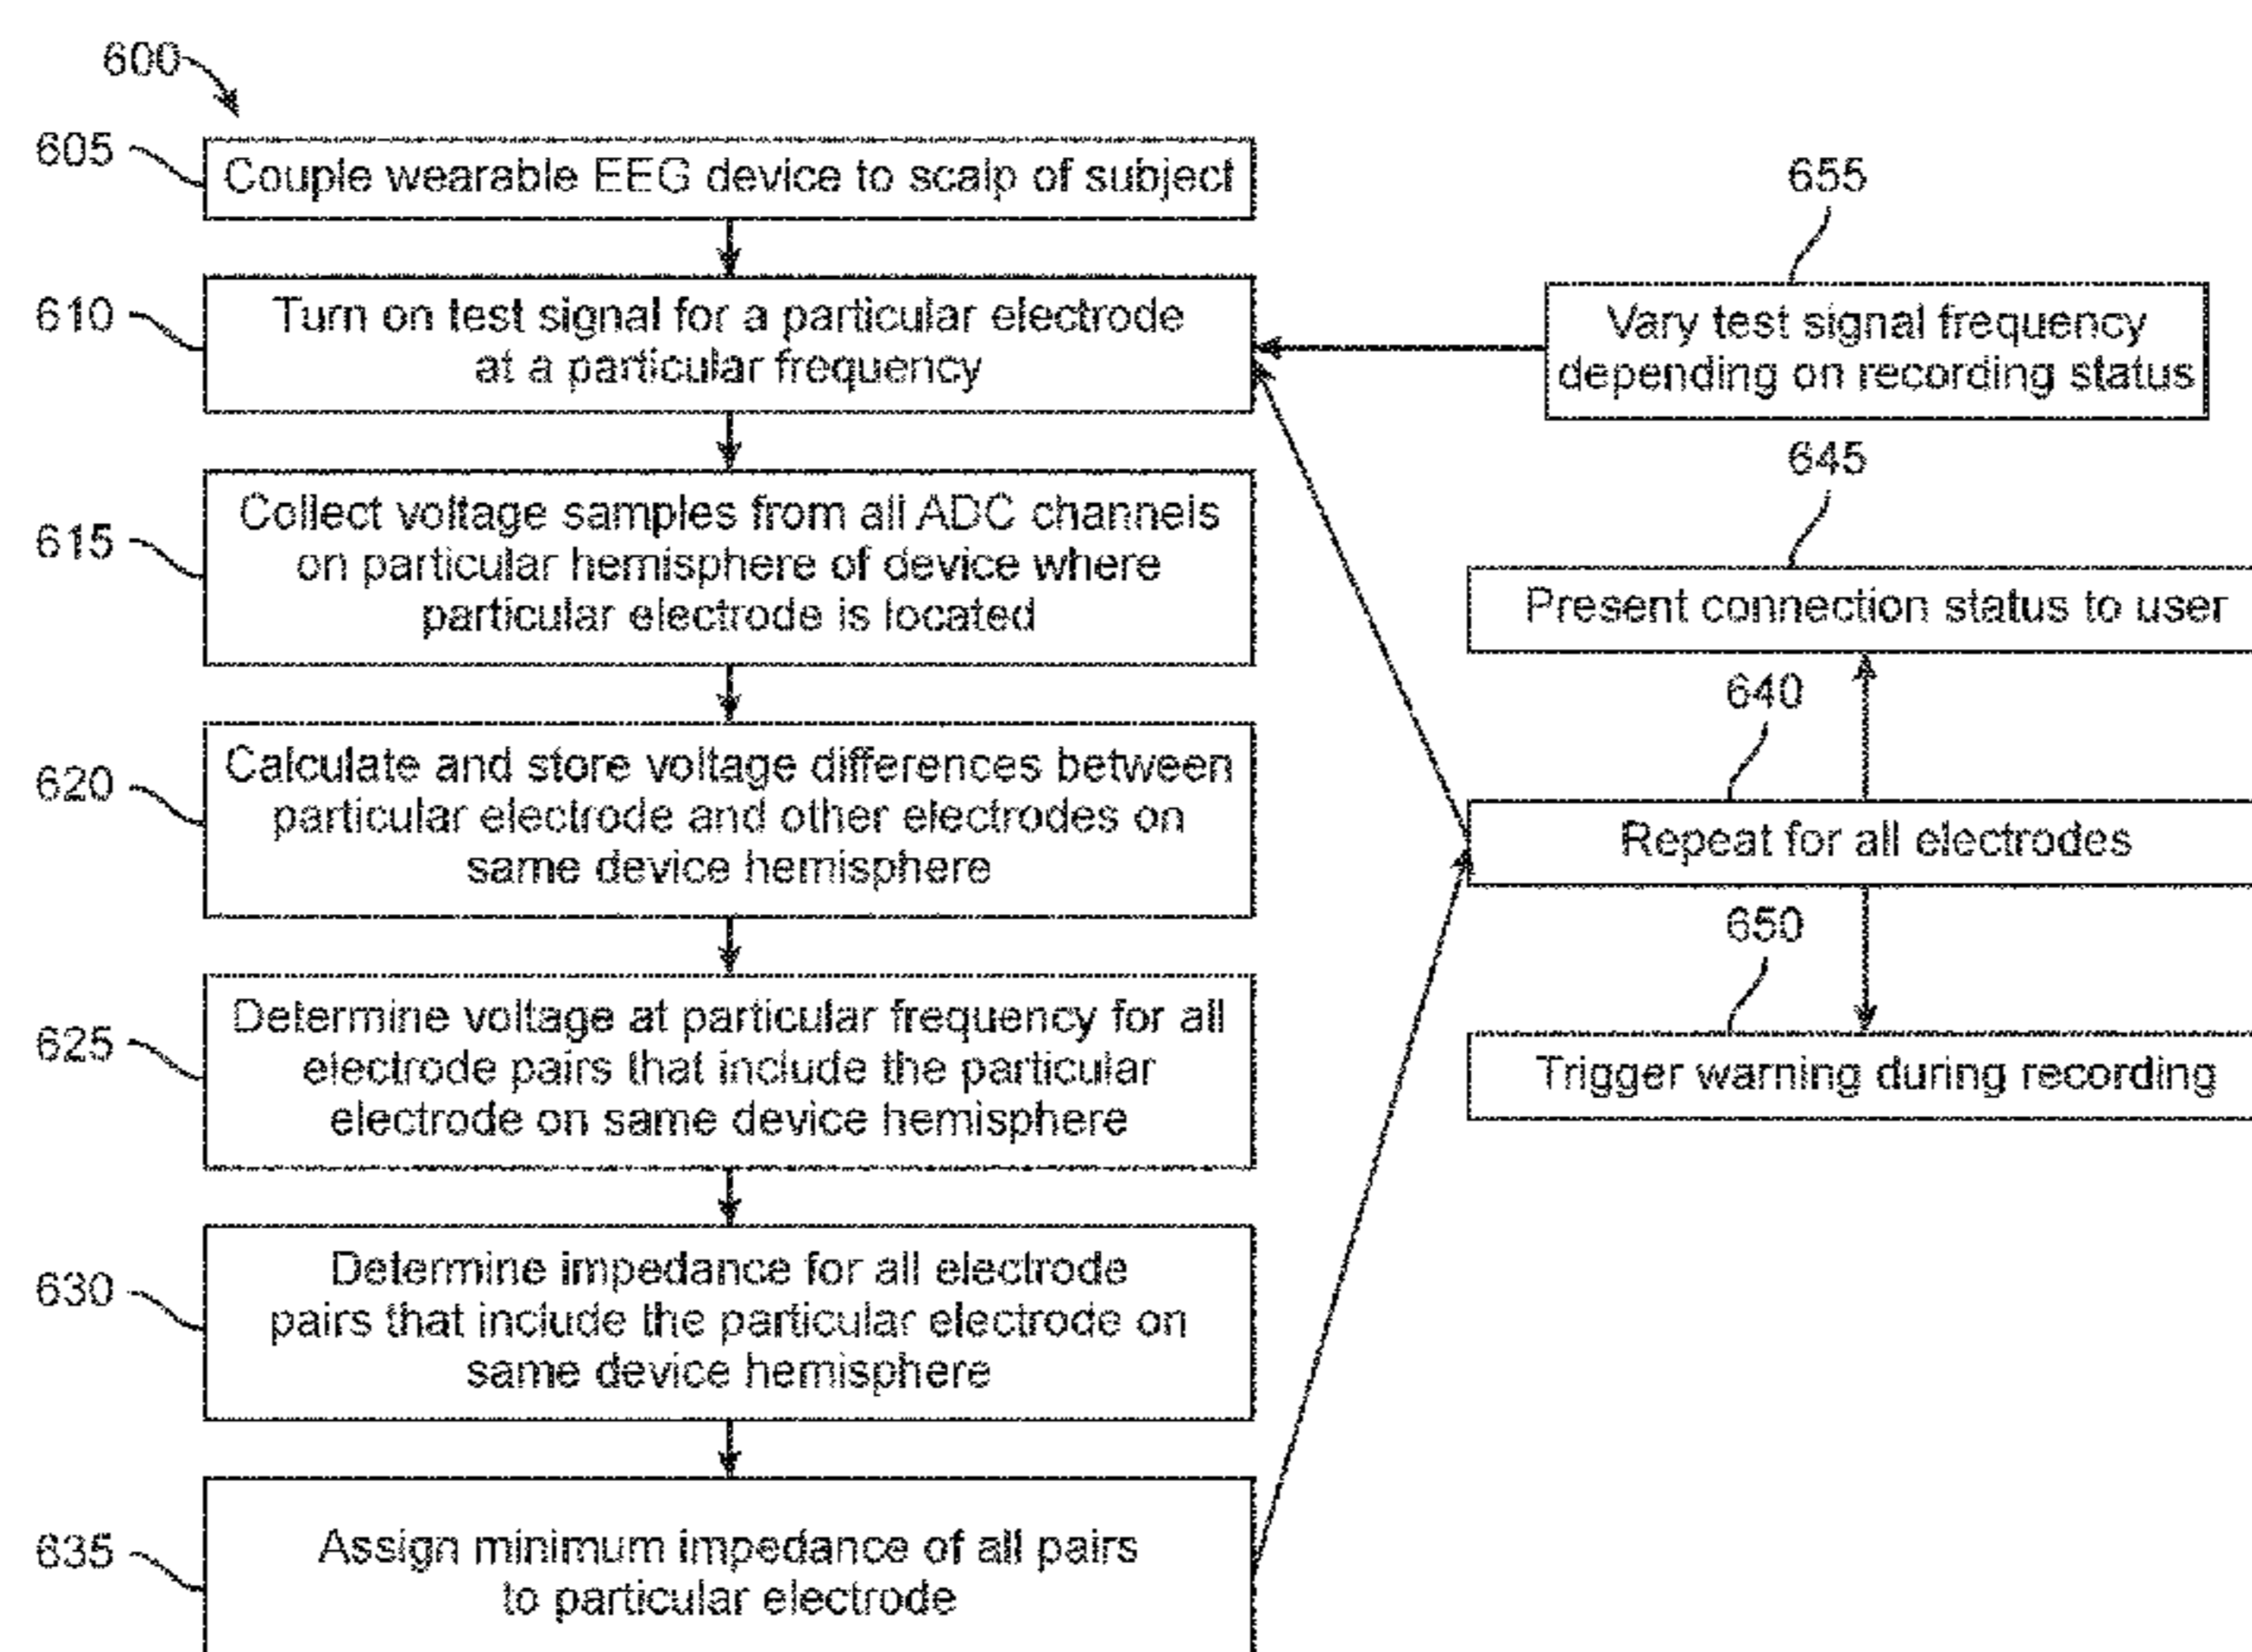 600
605
Couple wearable EEG device to scalp of subject
610
Turn on test signal for a particular electrode
at a particular frequency
615
Collect voltage samples from all ADC channels
on particular hemisphere of device where
particular electrode is located
620
Calculate and store voltage differences between
particular electrode and other electrodes on
same device hemisphere
625
Determine voltage at particular frequency for all
electrode pairs that include the particular
electrode on same device hemisphere
630
Determine impedance for all electrode
pairs that include the particular electrode on
same device hemisphere
635
Assign minimum impedance of all pairs
to particular electrode
655
Vary test signal frequency
depending on recording status
645
Present connection status to user
640
Repeat for all electrodes
650
Trigger warning during recording